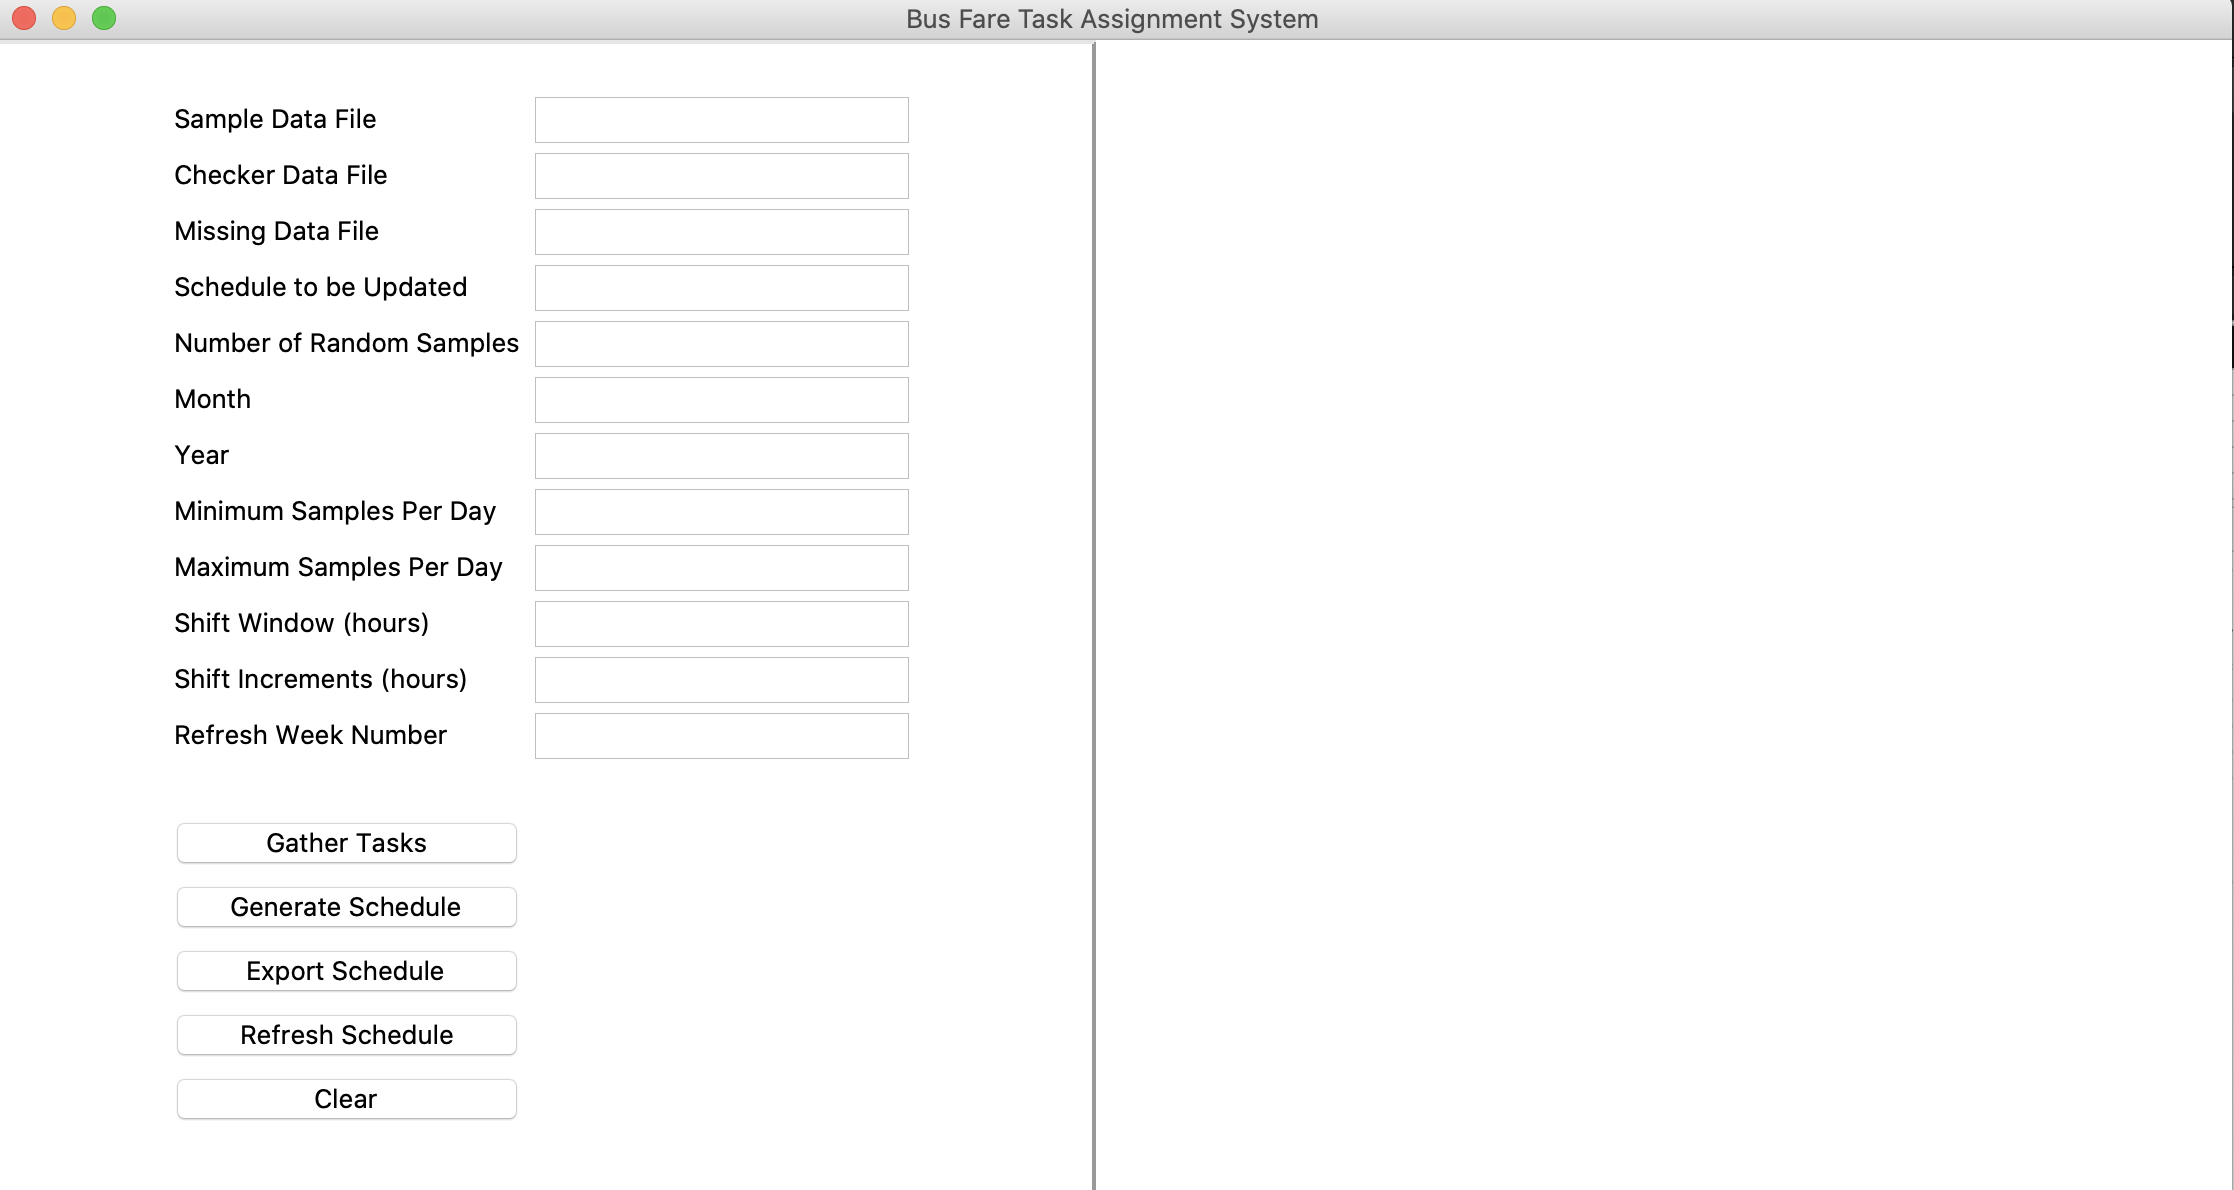 Bus Fare Task Assignment System
Sample Data File
Checker Data File
Missing Data File
Schedule to be Updated
Number of Random Samples
Month
Year
Minimum Samples Per Day
Maximum Samples Per Day
Shift Window (hours)
Shift Increments (hours)
Refresh Week Number
Gather Tasks
Generate Schedule
Export Schedule
Refresh Schedule
Clear